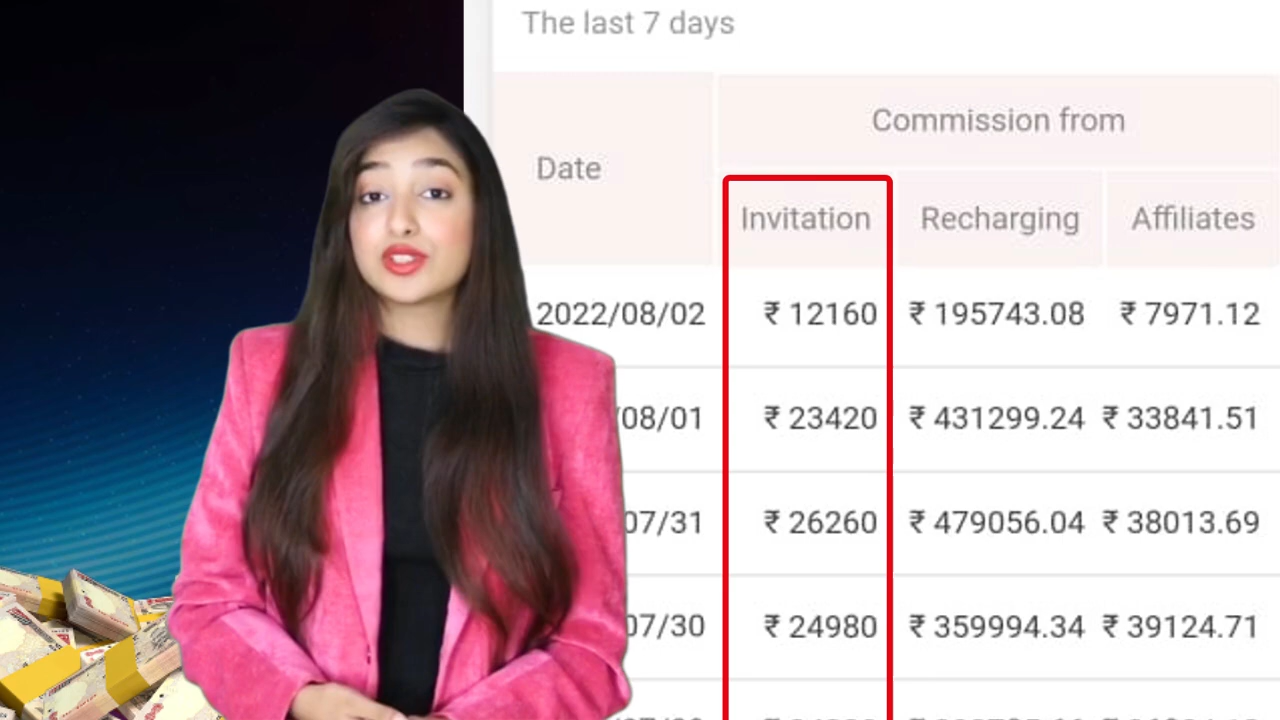 The last 7 days
Date
Commission from
Invitation Recharging Affiliates
2022/08/02 ₹ 12160 ₹ 195743.08 ₹ 7971.12
/08/01 ₹ 23420 ₹ 431299.24 ₹ 33841.51
07/31 ₹ 26260 ₹ 479056.04 ₹ 38013.69
07/30 ₹ 24980 ₹ 359994.34 ₹ 39124.71